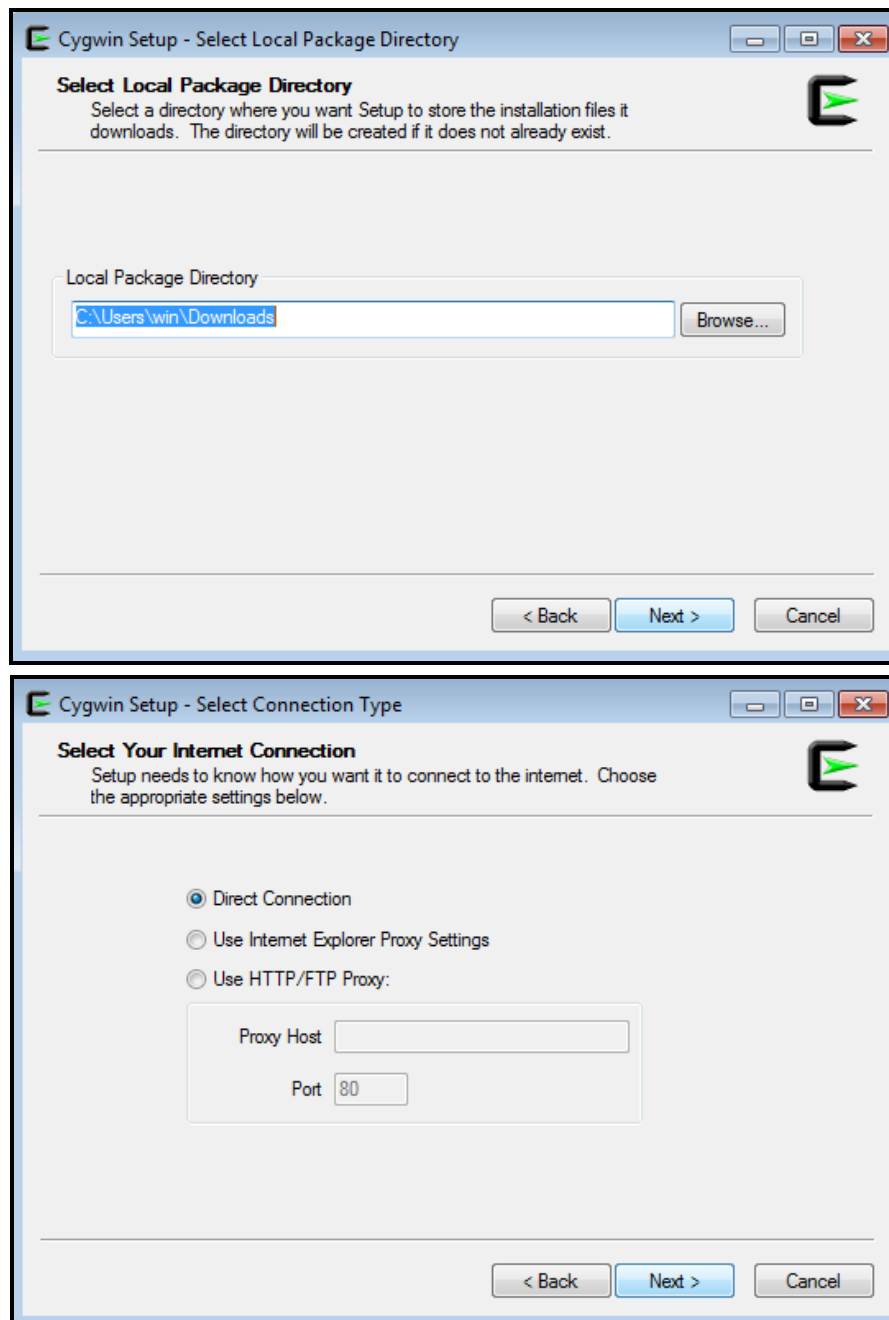 Cygwin Setup - Select Local Package Directory
Select Local Package Directory
Select a directory where you want Setup to store the installation files it
downloads. The directory will be created if it does not already exist.
Local Package Directory
C:\Users\win\Downloads
Browse...
< Back
Next >
Cancel
Cygwin Setup - Select Connection Type
Select Your Internet Connection
Setup needs to know how you want it to connect to the internet. Choose
the appropriate settings below.
Direct Connection
Use Internet Explorer Proxy Settings
Use HTTP/FTP Proxy:
Proxy Host
Port 80
< Back
Next >
Cancel